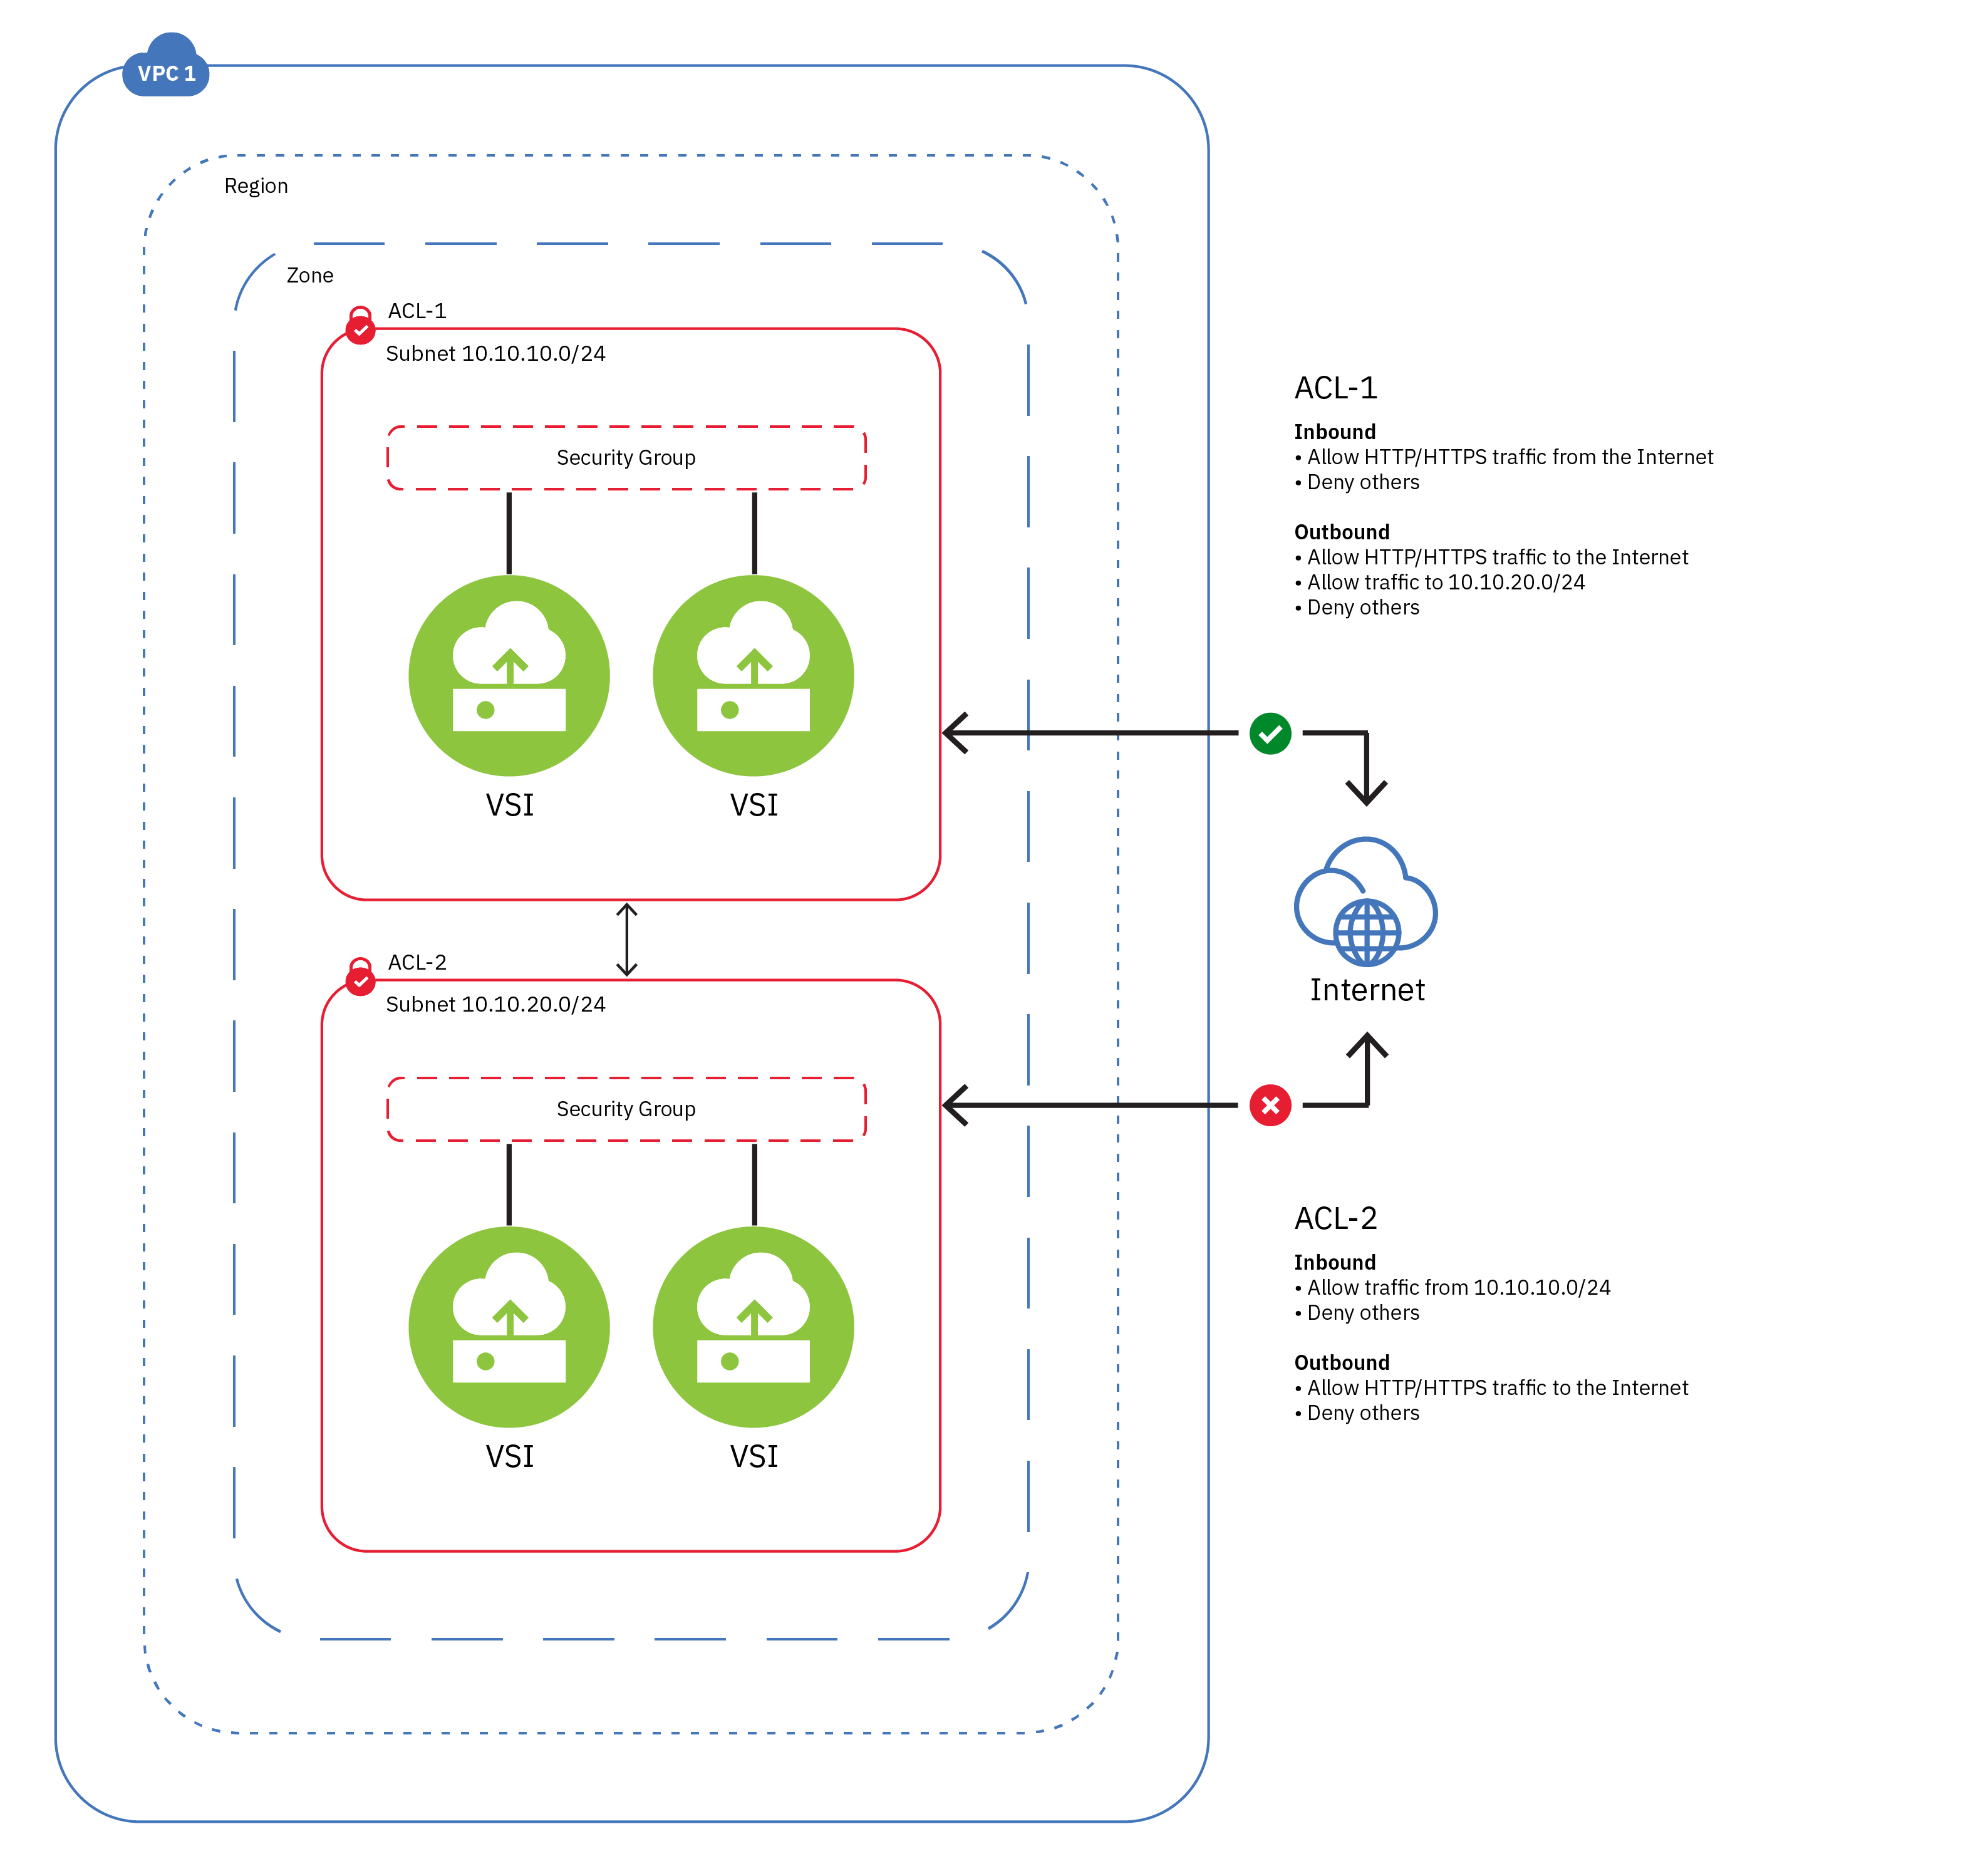 VPC 1
Region
Zone
ACL-1
Subnet 10.10.10.0/24
Security Group
VSI
VSI
ACL-2
Subnet 10.10.20.0/24
Security Group
VSI
VSI
ACL-1
Inbound
• Allow HTTP/HTTPS traffic from the Internet
• Deny others
Outbound
• Allow HTTP/HTTPS traffic to the Internet
• Allow traffic to 10.10.20.0/24
• Deny others
Internet
ACL-2
Inbound
• Allow traffic from 10.10.10.0/24
• Deny others
Outbound
• Allow HTTP/HTTPS traffic to the Internet
• Deny others